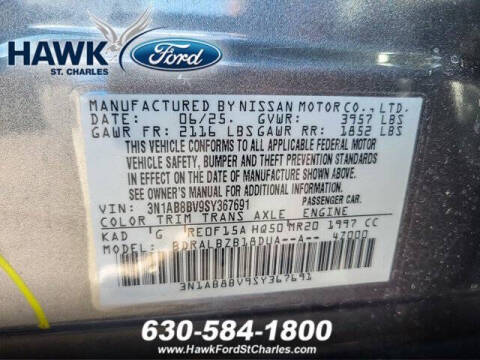 HAWK
ST. CHARLES
Ford
MANUFACTURED BY NISSAN MOTOR CO., LTD.
DATE: 06/25. GVWR: 3957 LBS
GAWR FR: 2116 LBS GAWR RR: 1852 LBS
THIS VEHICLE CONFORMS TO ALL APPLICABLE FEDERAL MOTOR
VEHICLE SAFETY, BUMPER AND THEFT PREVENTION STANDARDS
IN EFFECT ON THE DATE OF MANUFACTURE SHOWN ABOVE.
SEE OWNER'S MANUAL FOR ADDITIONAL INFORMATION.
VIN: 3N1AB8BV9SY367691 PASSENGER CAR.
COLOR TRIM TRANS AXLE ENGINE
KAD G RE0F15A HQ50 MR20 1997 CC
MODEL: BDRALBZB18DUA--A-- 47000
3N1AB8BV9SY367691
630-584-1800
www.HawkFordStCharles.com